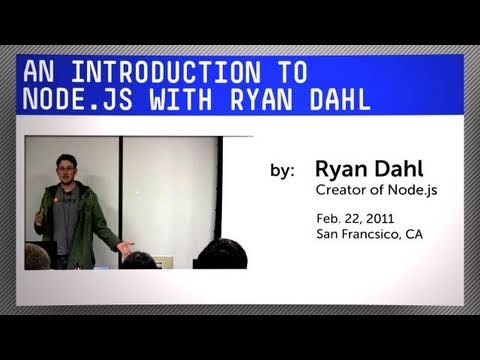 AN INTRODUCTION TO
NODE.JS WITH RYAN DAHL
by: Ryan Dahl
Creator of Node.js
Feb. 22, 2011
San Francsico, CA